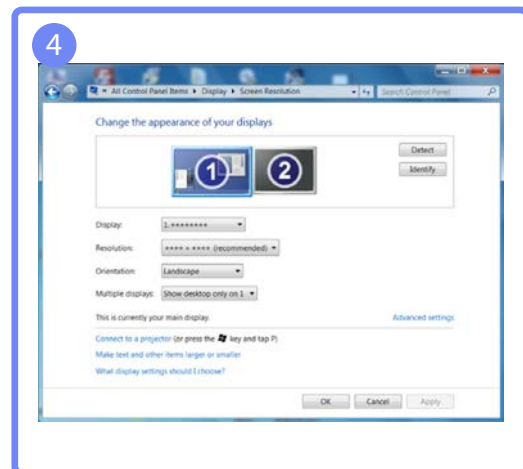 4
All Control Panel Items ▸ Display ▸ Screen Resolution
Search Control Panel
Change the appearance of your displays
1 2
Detect
Identify
Display: 1.********
Resolution: **** x **** (recommended)
Orientation: Landscape
Multiple displays: Show desktop only on 1
This is currently your main display. Advanced settings
Connect to a projector (or press the key and tap P)
Make text and other items larger or smaller
What display settings should I choose?
OK Cancel Apply